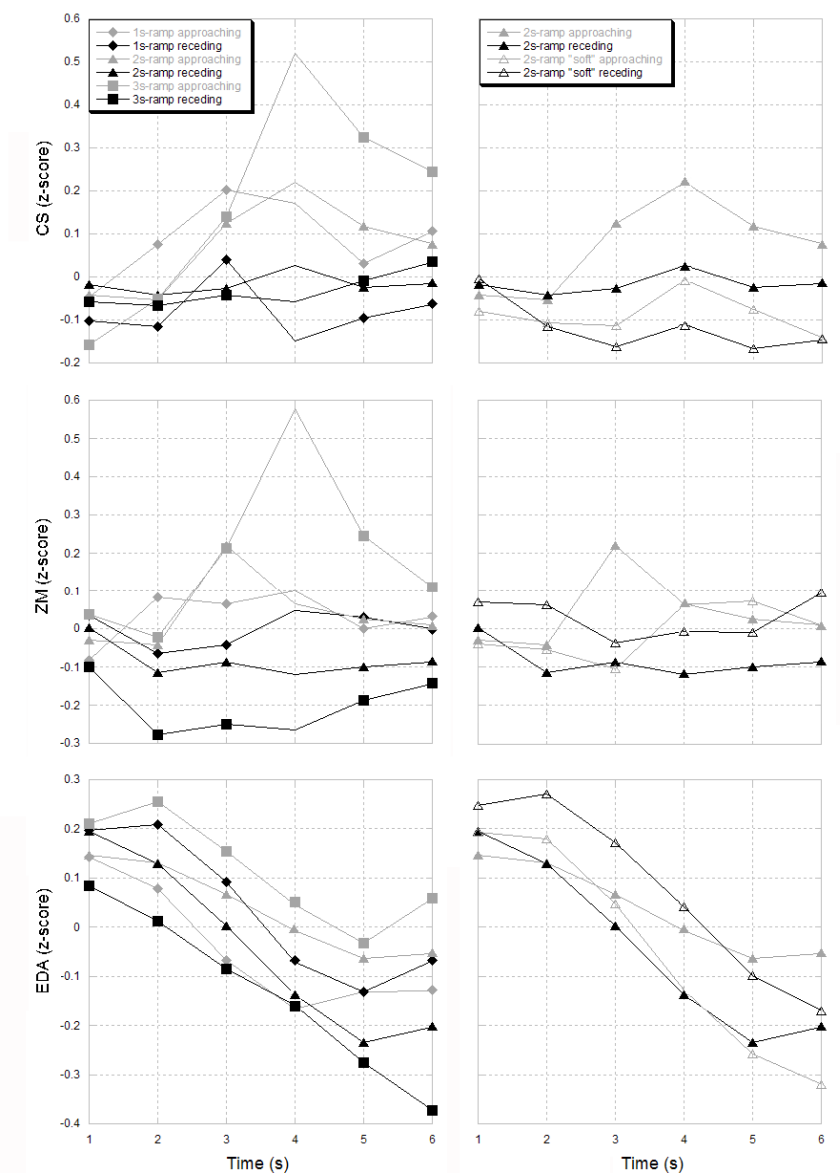 1s-ramp approaching
1s-ramp receding
2s-ramp approaching
2s-ramp receding
3s-ramp approaching
3s-ramp receding
2s-ramp approaching
2s-ramp receding
2s-ramp "soft" approaching
2s-ramp "soft" receding
CS (z-score)
0.6
0.5
0.4
0.3
0.2
0.1
0
-0.1
-0.2
ZM (z-score)
0.6
0.5
0.4
0.3
0.2
0.1
0
-0.1
-0.2
-0.3
EDA (z-score)
0.3
0.2
0.1
0
-0.1
-0.2
-0.3
-0.4
1 2 3 4 5 6
Time (s)
1 2 3 4 5 6
Time (s)